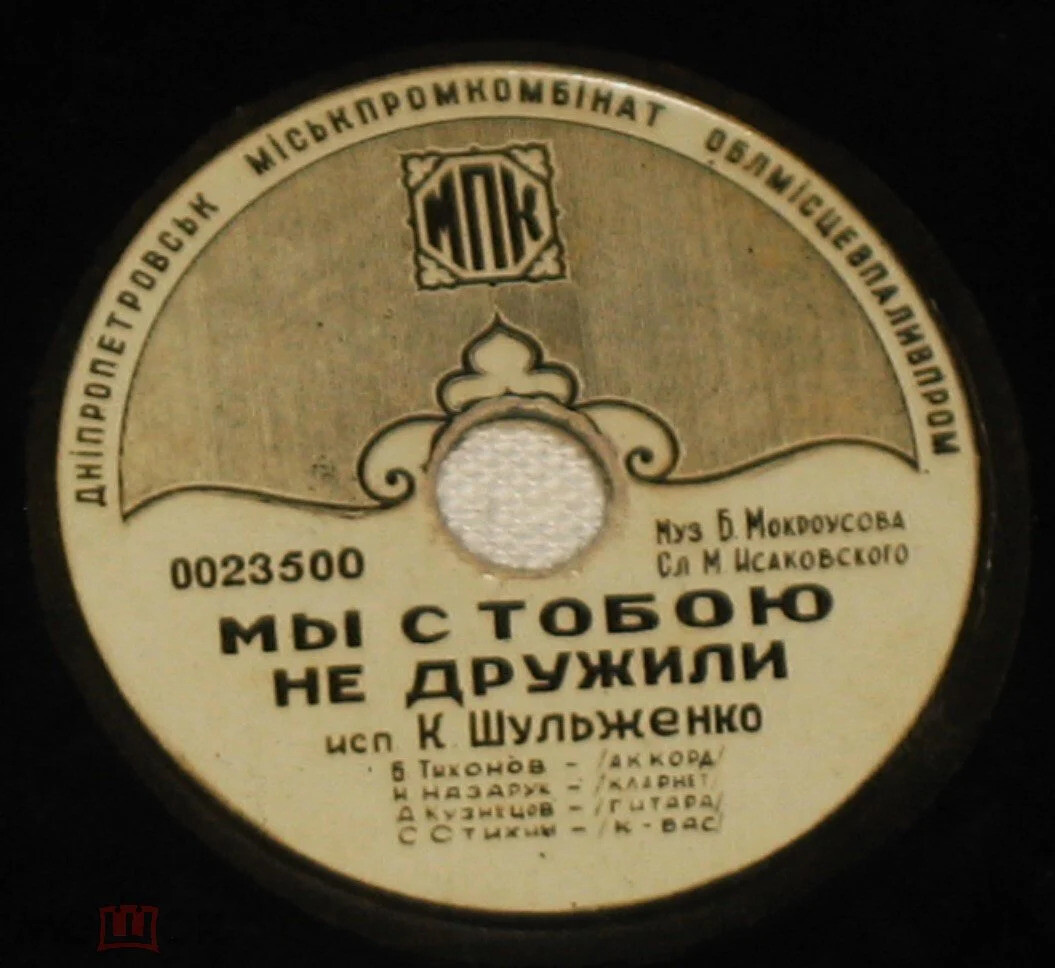 ДНІПРОПЕТРОВСЬК МІСЬКПРОМКОМБІНАТ ОБЛМІСЦЕВПАЛИВПРОМ
МПК
Муз Б. Мокроусова
Сл М Исаковского
0023500
МЫ С ТОБОЮ
НЕ ДРУЖИЛИ
исп К. Шульженко
Б Тихонов - /АККОРД/
Н НАЗАРУК - /КЛАРНЕТ/
А КУЗНЕЦОВ - /ГИТАРА/
С Стихин - /К-БАС/